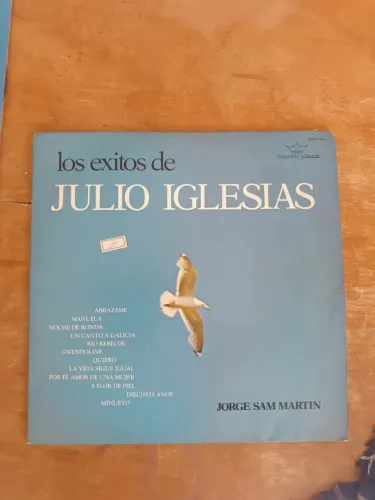 los exitos de
JULIO IGLESIAS
ABRAZAME
MANUELA
NOCHE DE RONDA
UN CANTO A GALICIA
RIO REBELDE
GWENDOLINE
QUIERO
LA VIDA SIGUE IGUAL
POR EL AMOR DE UNA MUJER
A FLOR DE PIEL
DIECISEIS AÑOS
MINUETO
JORGE SAM MARTIN